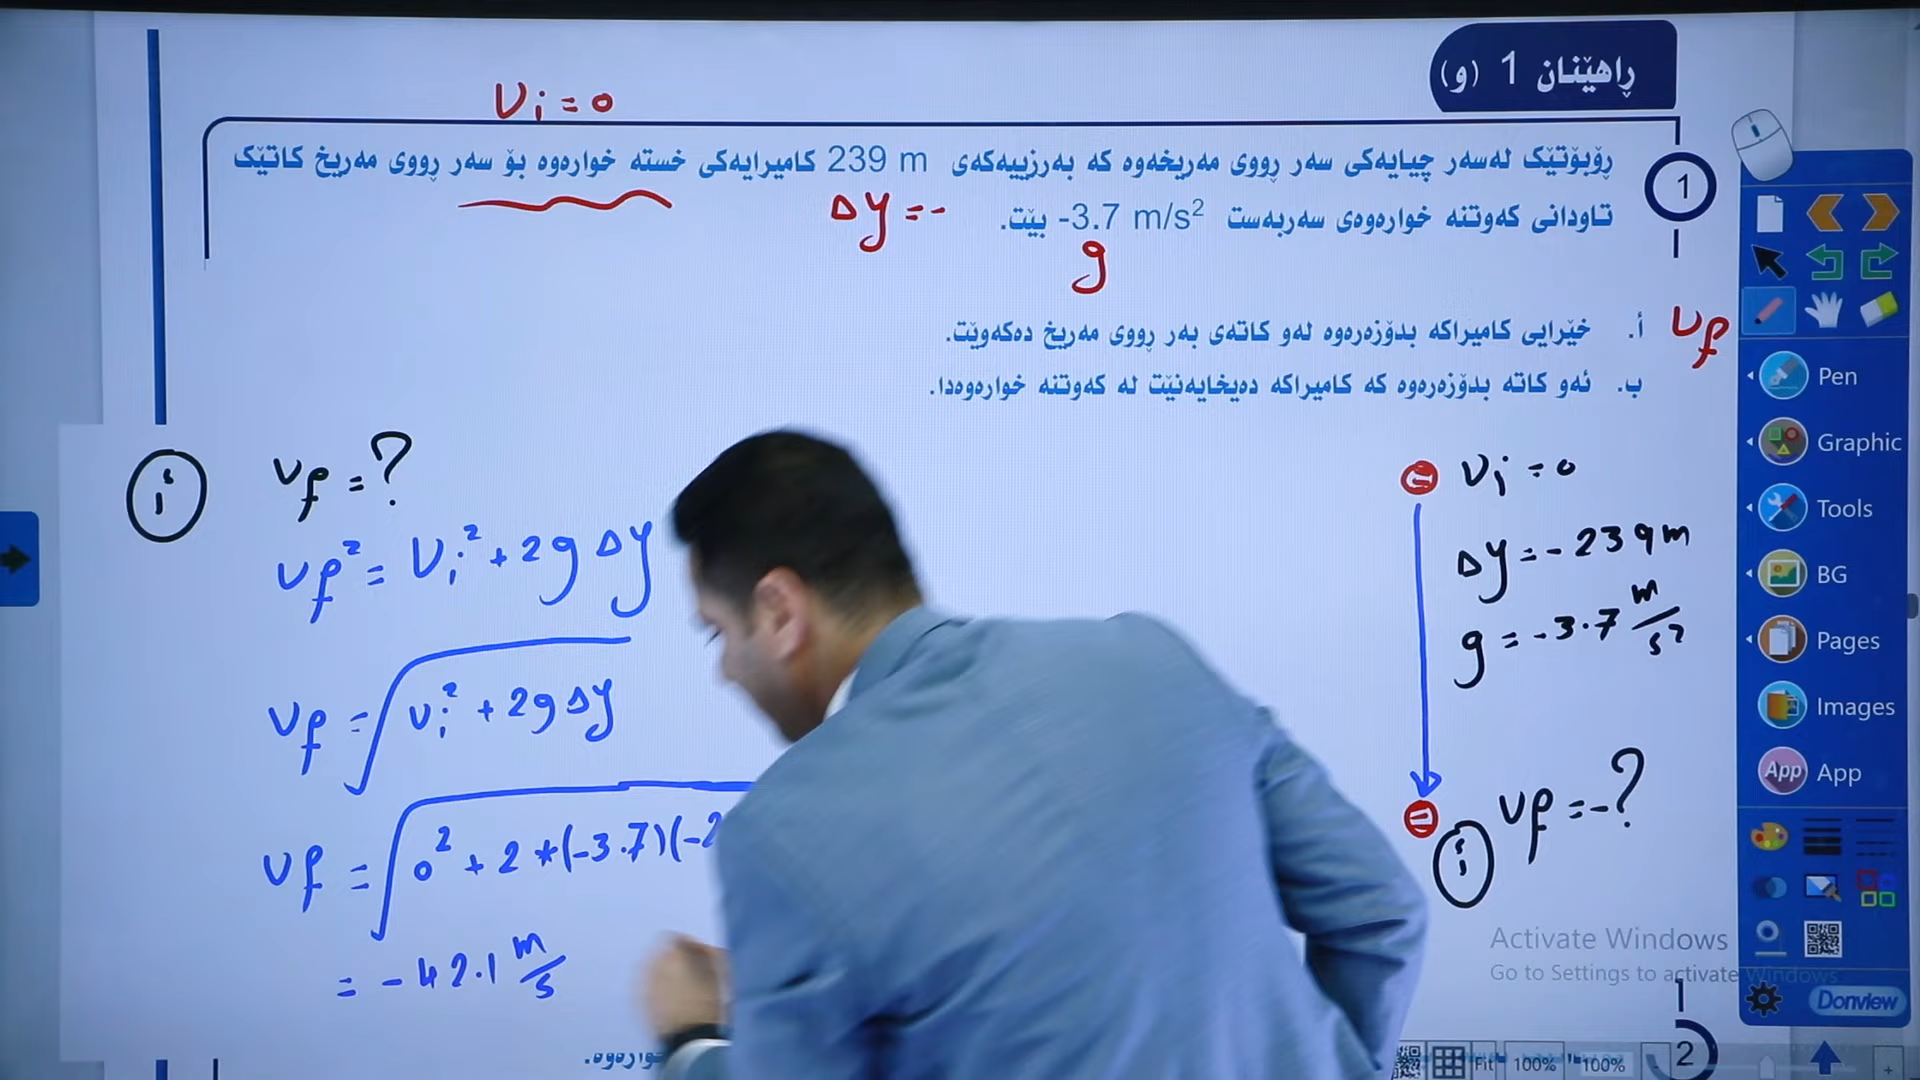 ڕاهێنان 1 (و)
Vi = 0
1
ڕۆبۆتێک لەسەر چیایەکی سەر ڕووی مەریخەوە کە بەرزییەکەی 239 m کامیرایەکی خستە خوارەوە بۆ سەر ڕووی مەریخ کاتێک
تاودانی کەوتنە خوارەوەی سەربەست -3.7 m/s² بێت.
Δy = -
g
أ. خێرایی کامیراکە بدۆزەرەوە لەو کاتەی بەر ڕووی مەریخ دەکەوێت.
vf
ب. ئەو کاتە بدۆزەرەوە کە کامیراکە دەیخایەنێت لە کەوتنە خوارەوەدا.
أ
vf = ?
vf² = Vi² + 2gΔy
vf = √vi² + 2gΔy
vf = √0² + 2*(-3.7)(-2
= -42.1 m/s
Vi = 0
Δy = -239m
g = -3.7 m/s²
vf = -?
أ
2
Pen
Graphic
Tools
BG
Pages
Images
App App
Donview
Activate Windows
Go to Settings to activate Windows
Fit 100% 100%